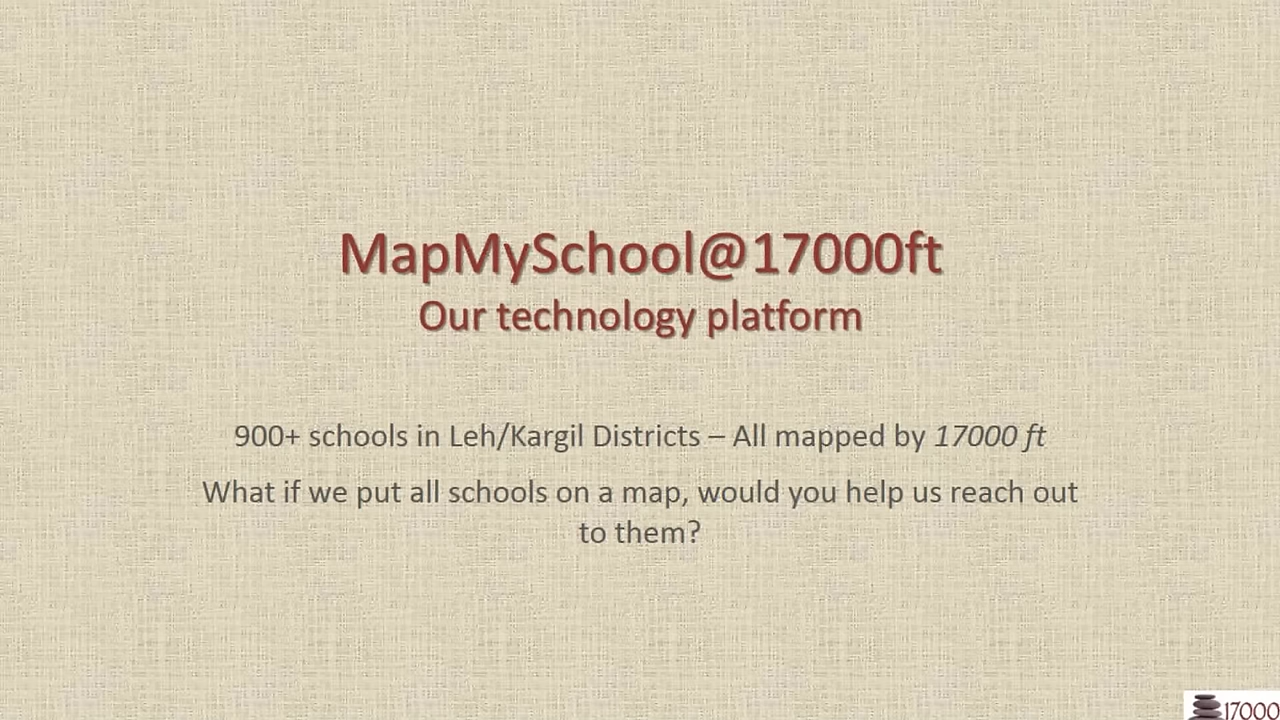 MapMySchool@17000ft
Our technology platform
900+ schools in Leh/Kargil Districts – All mapped by 17000 ft
What if we put all schools on a map, would you help us reach out
to them?
17000